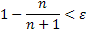 1 - n/(n + 1) < ε